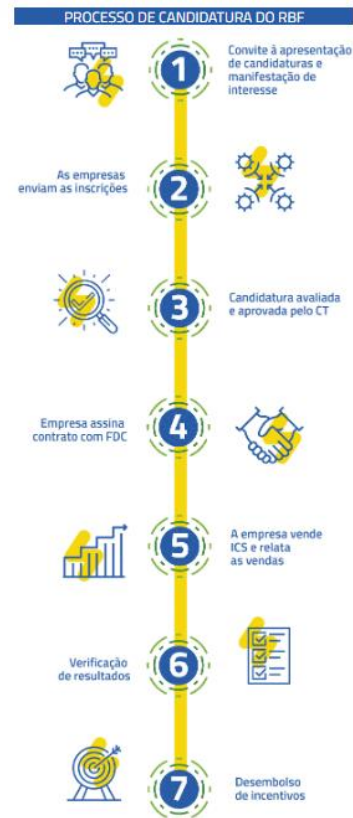 PROCESSO DE CANDIDATURA DO RBF
1
Convite à apresentação
de candidaturas e
manifestação de
interesse
As empresas
enviam as inscrições
2
3
Candidatura avaliada
e aprovada pelo CT
Empresa assina
contrato com FDC
4
5
A empresa vende
ICS e relata
as vendas
Verificação
de resultados
6
7
Desembolso
de incentivos